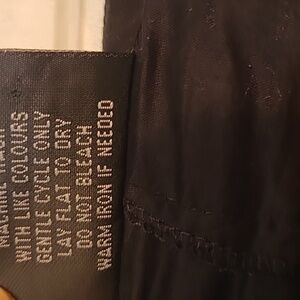 WITH LIKE COLOURS
GENTLE CYCLE ONLY
LAY FLAT TO DRY
DO NOT BLEACH
WARM IRON IF NEEDED